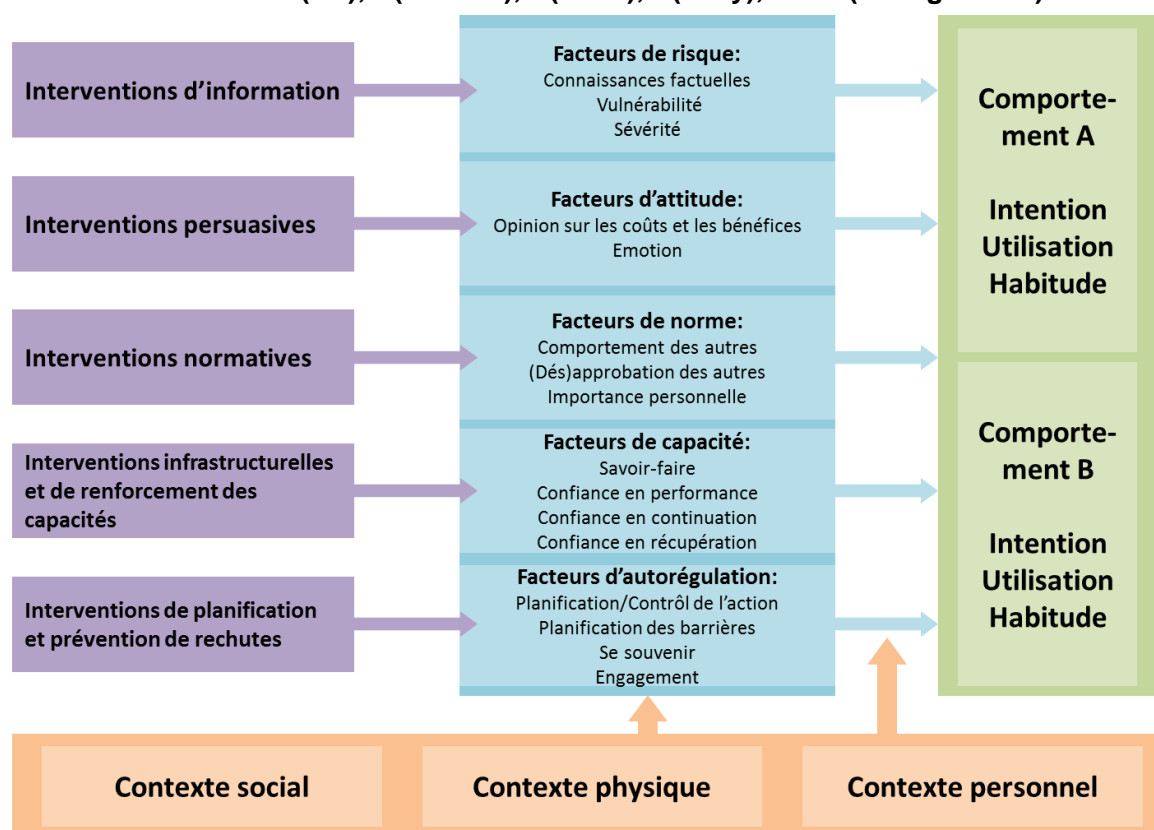 Interventions d’information
Facteurs de risque:
Connaissances factuelles
Vulnérabilité
Sévérité
Interventions persuasives
Facteurs d’attitude:
Opinion sur les coûts et les bénéfices
Emotion
Interventions normatives
Facteurs de norme:
Comportement des autres
(Dés)approbation des autres
Importance personnelle
Interventions infrastructurelles
et de renforcement des
capacités
Facteurs de capacité:
Savoir-faire
Confiance en performance
Confiance en continuation
Confiance en récupération
Interventions de planification
et prévention de rechutes
Facteurs d’autorégulation:
Planification/Contrôl de l’action
Planification des barrières
Se souvenir
Engagement
Comporte-
ment A
Intention
Utilisation
Habitude
Comporte-
ment B
Intention
Utilisation
Habitude
Contexte social
Contexte physique
Contexte personnel